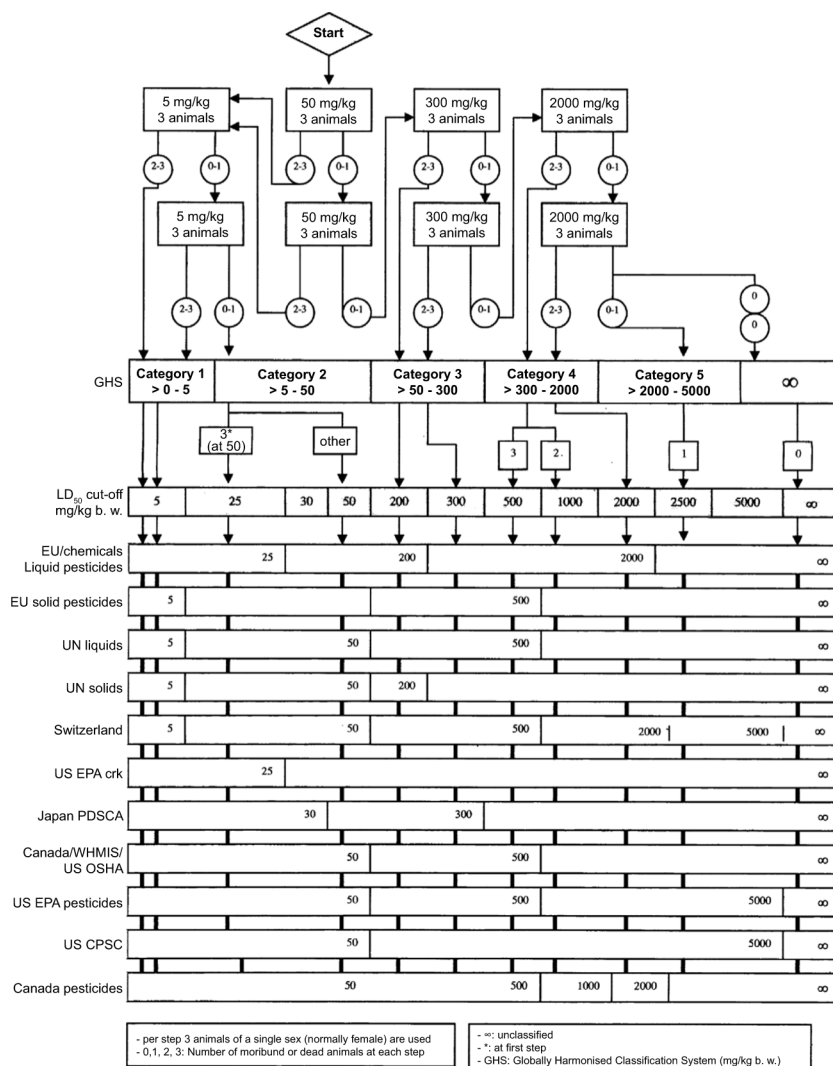 Start
5 mg/kg
3 animals
50 mg/kg
3 animals
300 mg/kg
3 animals
2000 mg/kg
3 animals
2-3 0-1 2-3 0-1 2-3 0-1 2-3 0-1
5 mg/kg
3 animals
50 mg/kg
3 animals
300 mg/kg
3 animals
2000 mg/kg
3 animals
2-3 0-1 2-3 0-1 2-3 0-1 2-3 0-1 0
0
GHS
Category 1
> 0 - 5
Category 2
> 5 - 50
Category 3
> 50 - 300
Category 4
> 300 - 2000
Category 5
> 2000 - 5000
∞
3*
(at 50)
other
3 2. 1 0
LD50 cut-off
mg/kg b. w.
5 25 30 50 200 300 500 1000 2000 2500 5000 ∞
EU/chemicals
Liquid pesticides
25 200 2000 ∞
EU solid pesticides 5 500 ∞
UN liquids 5 50 500 ∞
UN solids 5 50 200 ∞
Switzerland 5 50 500 2000 5000 ∞
US EPA crk 25 ∞
Japan PDSCA 30 300 ∞
Canada/WHMIS/
US OSHA
50 500 ∞
US EPA pesticides 50 500 5000 ∞
US CPSC 50 5000 ∞
Canada pesticides 50 500 1000 2000 ∞
- per step 3 animals of a single sex (normally female) are used
- 0,1, 2, 3: Number of moribund or dead animals at each step
- ∞: unclassified
- *: at first step
- GHS: Globally Harmonised Classification System (mg/kg b. w.)